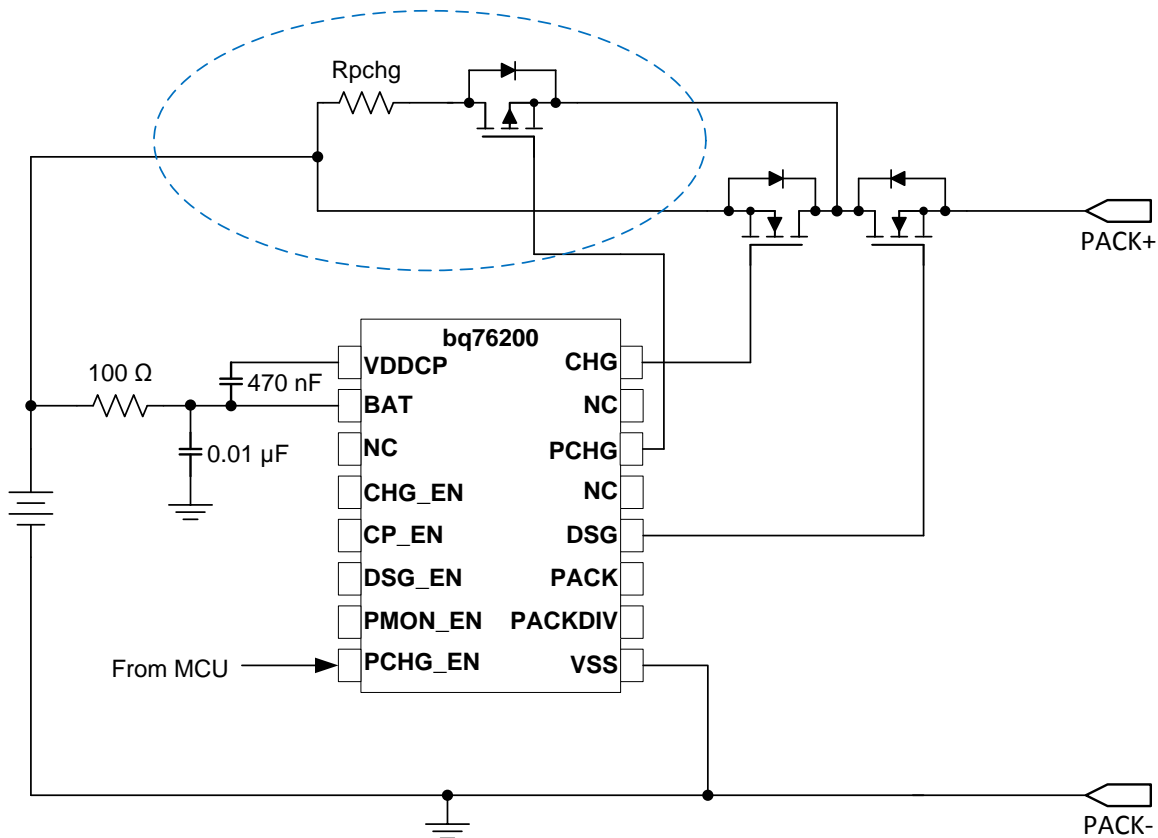 Rpchg
PACK+
bq76200
VDDCP
CHG
100 Ω
470 nF
BAT
NC
NC
PCHG
0.01 µF
CHG_EN
NC
CP_EN
DSG
DSG_EN
PACK
PMON_EN
PACKDIV
From MCU
PCHG_EN
VSS
PACK-